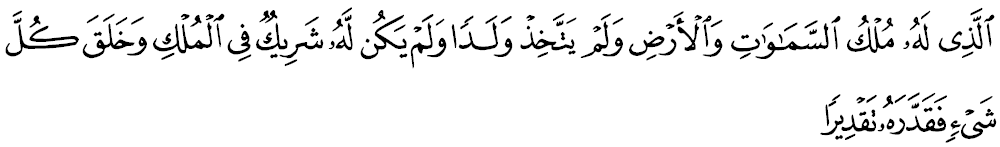 ٱلَّذِى لَهُۥ مُلْكُ ٱلسَّمَـٰوَٰتِ وَٱلْأَرْضِ وَلَمْ يَتَّخِذْ وَلَدًا وَلَمْ يَكُن لَّهُۥ شَرِيكٌ فِى ٱلْمُلْكِ وَخَلَقَ كُلَّ
شَىْءٍ فَقَدَّرَهُۥ تَقْدِيرًا